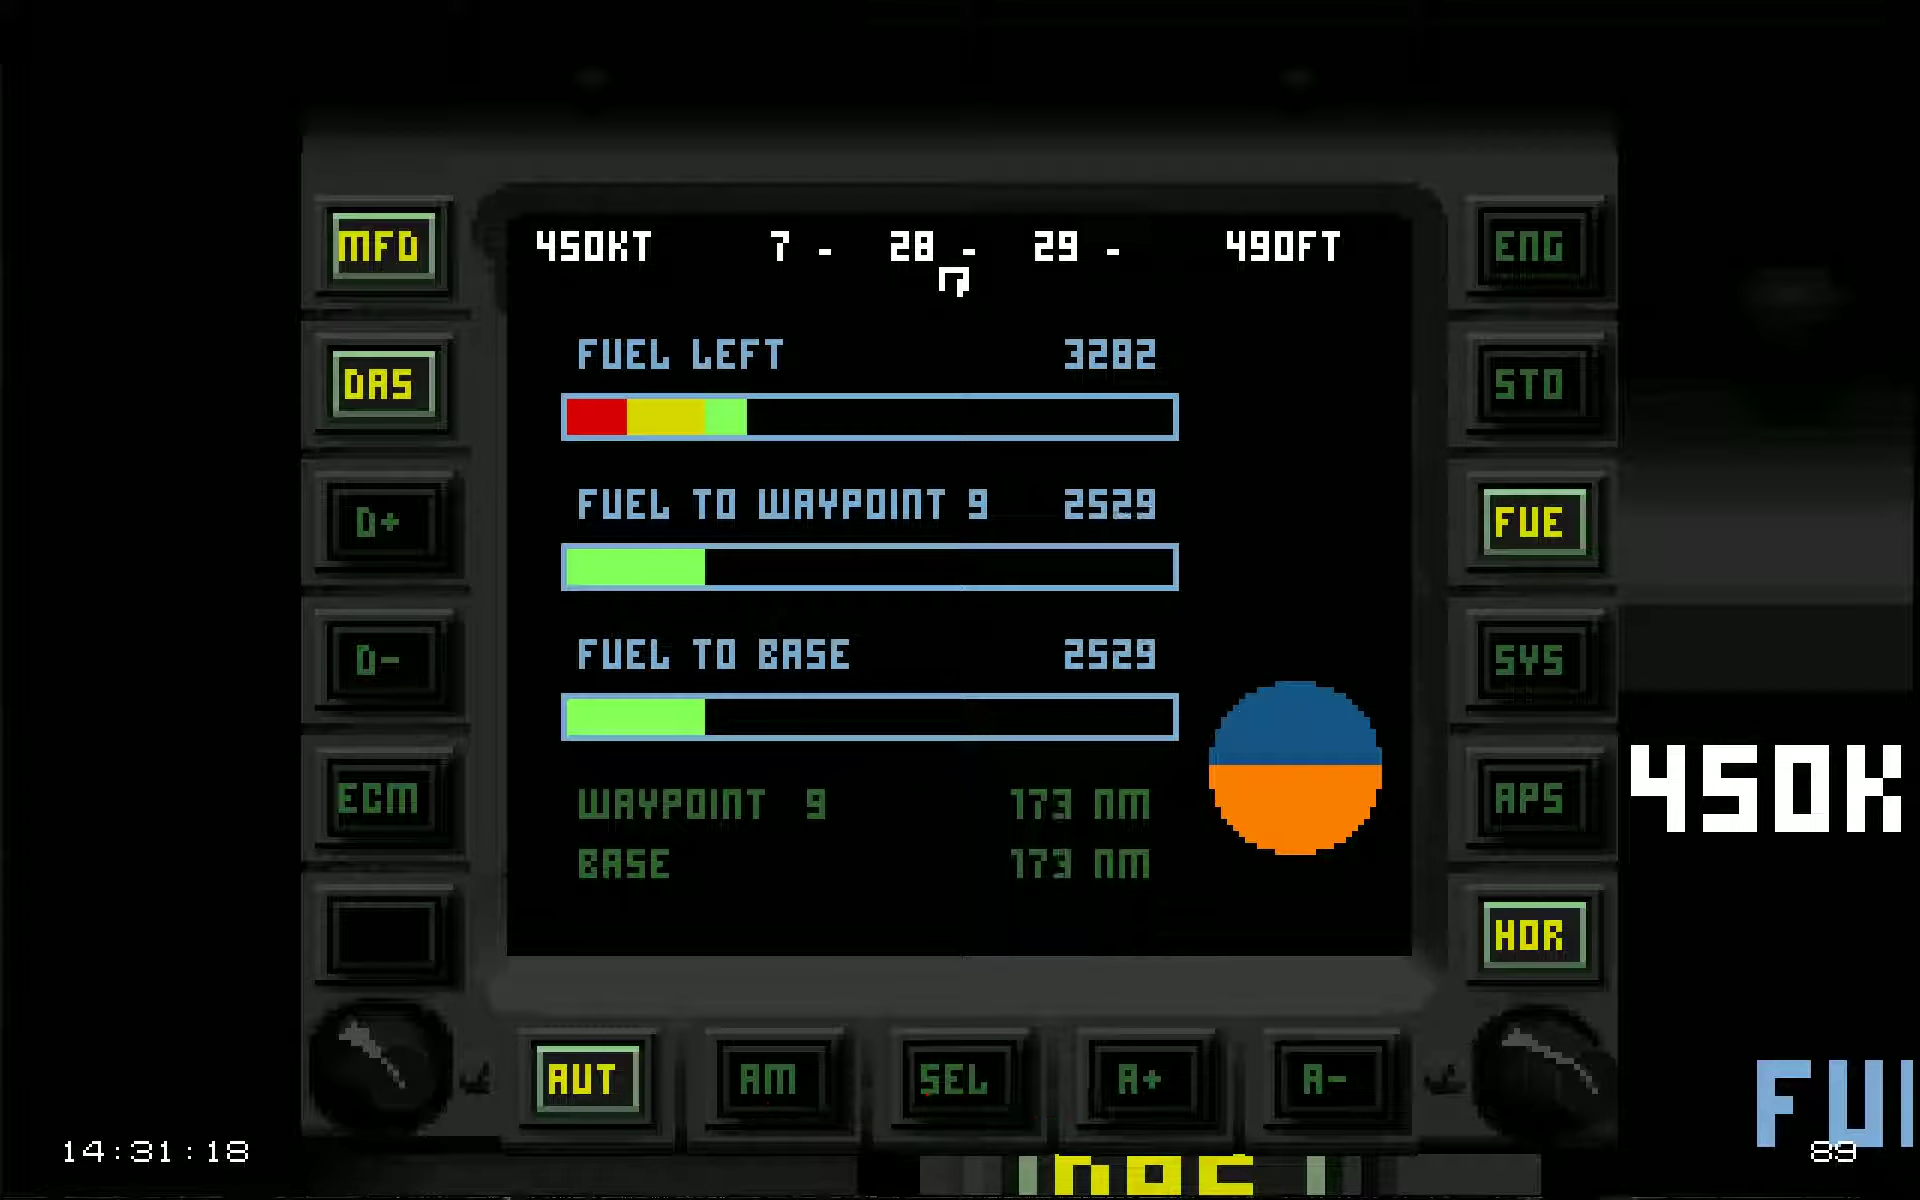 MFD
450KT 7 - 28 - 29 - 490FT
ENG
FUEL LEFT 3282
DAS
STO
FUEL TO WAYPOINT 9 2529
D+
FUE
FUEL TO BASE 2529
D-
SYS
WAYPOINT 9 173 NM
ECM
APS
450K
BASE 173 NM
HOR
AUT
AM
SEL
A+
A-
FU
14:31:18
89